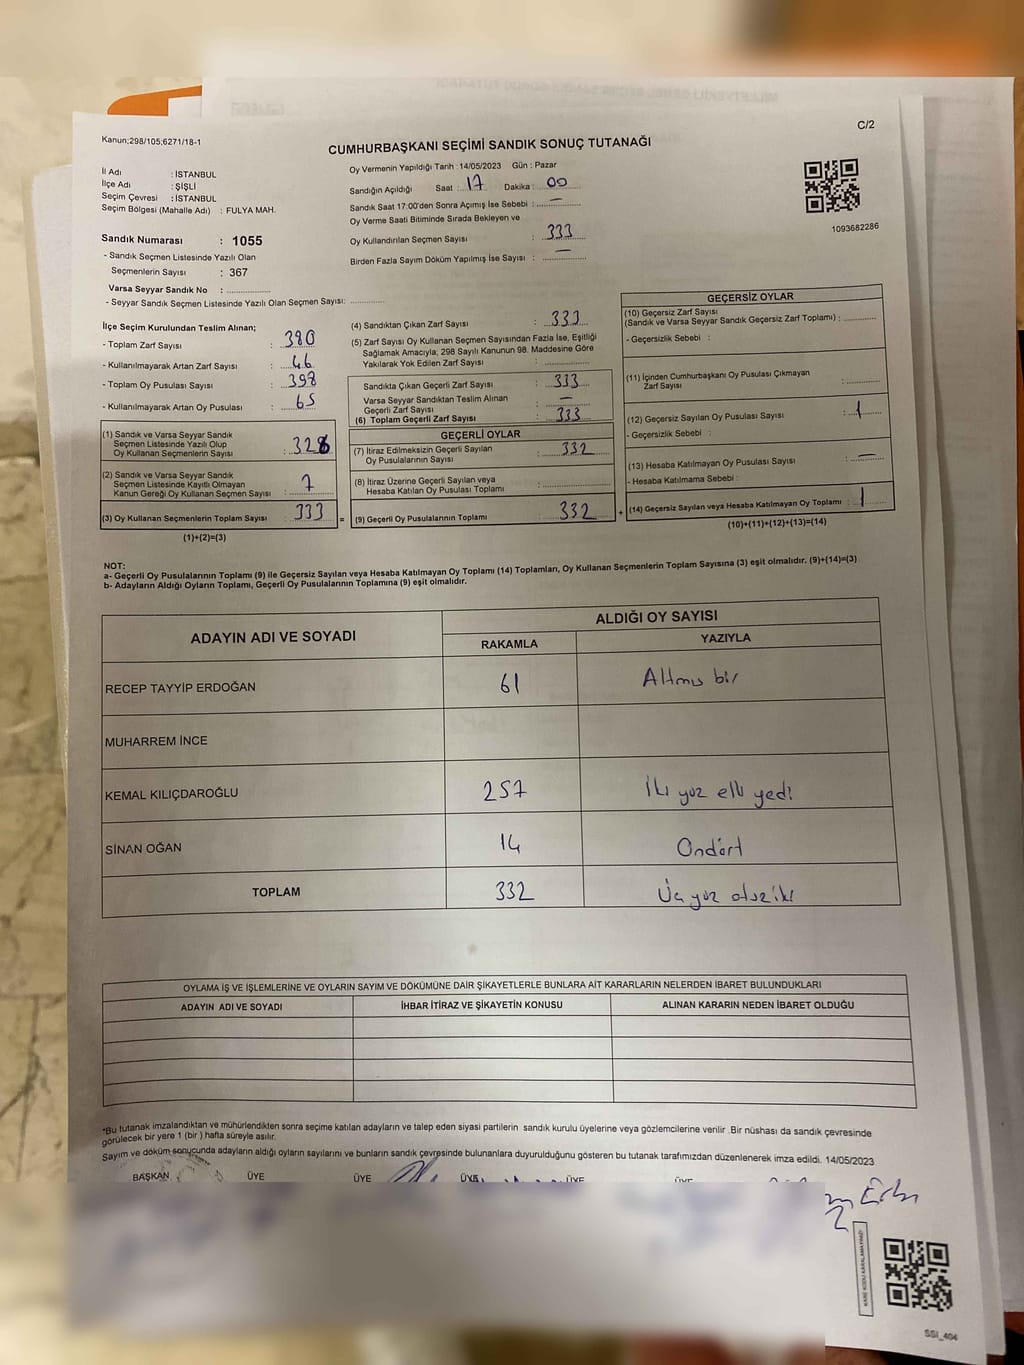 C/2
Kanun;298/105;6271/18-1
CUMHURBAŞKANI SEÇİMİ SANDIK SONUÇ TUTANAĞI
İl Adı : İSTANBUL
İlçe Adı : ŞİŞLİ
Seçim Çevresi : İSTANBUL
Seçim Bölgesi (Mahalle Adı) : FULYA MAH.
Sandık Numarası : 1055
- Sandık Seçmen Listesinde Yazılı Olan
Seçmenlerin Sayısı : 367
Varsa Seyyar Sandık No : ..............
- Seyyar Sandık Seçmen Listesinde Yazılı Olan Seçmen Sayısı: ............
Oy Vermenin Yapıldığı Tarih : 14/05/2023 Gün : Pazar
Sandığın Açıldığı Saat : 17 Dakika : 00
Sandık Saat 17:00'den Sonra Açımış İse Sebebi : —
Oy Verme Saati Bitiminde Sırada Bekleyen ve
Oy Kullandırılan Seçmen Sayısı : 333
Birden Fazla Sayım Döküm Yapılmış İse Sayısı : —
1093682286
İlçe Seçim Kurulundan Teslim Alınan;
- Toplam Zarf Sayısı : 380
- Kullanılmayarak Artan Zarf Sayısı : 46
- Toplam Oy Pusulası Sayısı : 398
- Kullanılmayarak Artan Oy Pusulası : 65
(1) Sandık ve Varsa Seyyar Sandık
Seçmen Listesinde Yazılı Olup
Oy Kullanan Seçmenlerin Sayısı : 326
(2) Sandık ve Varsa Seyyar Sandık
Seçmen Listesinde Kayıtlı Olmayan
Kanun Gereği Oy Kullanan Seçmen Sayısı : 7
(3) Oy Kullanan Seçmenlerin Toplam Sayısı : 333
(1)+(2)=(3)
(4) Sandıktan Çıkan Zarf Sayısı : 333
(5) Zarf Sayısı Oy Kullanan Seçmen Sayısından Fazla İse, Eşitliği
Sağlamak Amacıyla; 298 Sayılı Kanunun 98. Maddesine Göre
Yakılarak Yok Edilen Zarf Sayısı : ............
Sandıkta Çıkan Geçerli Zarf Sayısı : 333
Varsa Seyyar Sandıktan Teslim Alınan
Geçerli Zarf Sayısı : —
(6) Toplam Geçerli Zarf Sayısı : 333
GEÇERLİ OYLAR
(7) İtiraz Edilmeksizin Geçerli Sayılan
Oy Pusulalarının Sayısı : 332
(8) İtiraz Üzerine Geçerli Sayılan veya
Hesaba Katılan Oy Pusulası Toplamı : ............
= (9) Geçerli Oy Pusulalarının Toplamı 332
GEÇERSİZ OYLAR
(10) Geçersiz Zarf Sayısı
(Sandık ve Varsa Seyyar Sandık Geçersiz Zarf Toplamı) : ..........
- Geçersizlik Sebebi :
(11) İçinden Cumhurbaşkanı Oy Pusulası Çıkmayan
Zarf Sayısı : ..........
(12) Geçersiz Sayılan Oy Pusulası Sayısı : 1
- Geçersizlik Sebebi :
(13) Hesaba Katılmayan Oy Pusulası Sayısı : —
- Hesaba Katılmama Sebebi :
+ (14) Geçersiz Sayılan veya Hesaba Katılmayan Oy Toplamı : 1
(10)+(11)+(12)+(13)=(14)
NOT:
a- Geçerli Oy Pusulalarının Toplamı (9) ile Geçersiz Sayılan veya Hesaba Katılmayan Oy Toplamı (14) Toplamları, Oy Kullanan Seçmenlerin Toplam Sayısına (3) eşit olmalıdır. (9)+(14)=(3)
b- Adayların Aldığı Oyların Toplamı, Geçerli Oy Pusulalarının Toplamına (9) eşit olmalıdır.
ADAYIN ADI VE SOYADI ALDIĞI OY SAYISI
RAKAMLA YAZIYLA
RECEP TAYYİP ERDOĞAN 61 Altmış bir
MUHARREM İNCE
KEMAL KILIÇDAROĞLU 257 İki yüz elli yedi
SİNAN OĞAN 14 Ondört
TOPLAM 332 Üç yüz otuz iki
OYLAMA İŞ VE İŞLEMLERİNE VE OYLARIN SAYIM VE DÖKÜMÜNE DAİR ŞİKAYETLERLE BUNLARA AİT KARARLARIN NELERDEN İBARET BULUNDUKLARI
ADAYIN ADI VE SOYADI İHBAR İTİRAZ VE ŞİKAYETİN KONUSU ALINAN KARARIN NEDEN İBARET OLDUĞU
*Bu tutanak imzalandıktan ve mühürlendikten sonra seçime katılan adayların ve talep eden siyasi partilerin sandık kurulu üyelerine veya gözlemcilerine verilir .Bir nüshası da sandık çevresinde
görülecek bir yere 1 (bir ) hafta süreyle asılır.
Sayım ve döküm sonucunda adayların aldığı oyların sayılarını ve bunların sandık çevresinde bulunanlara duyurulduğunu gösteren bu tutanak tarafımızdan düzenlenerek imza edildi. 14/05/2023
BAŞKAN ÜYE ÜYE ÜYE ÜYE ÜYE
KARE KODU KARALAMAYINIZ!
SSI_404